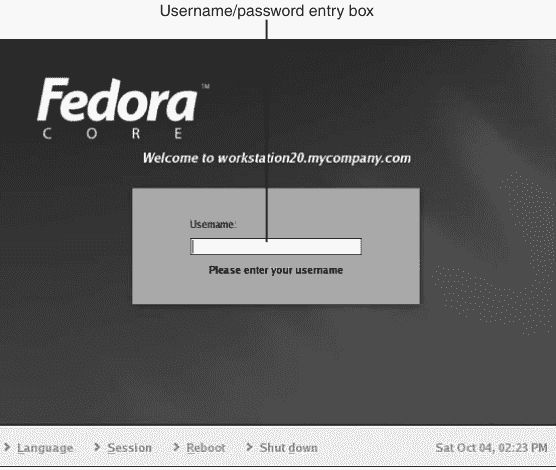 Username/password entry box
Fedora™
CORE
Welcome to workstation20.mycompany.com
Username:
Please enter your username
Language Session Reboot Shut down Sat Oct 04, 02:23 PM